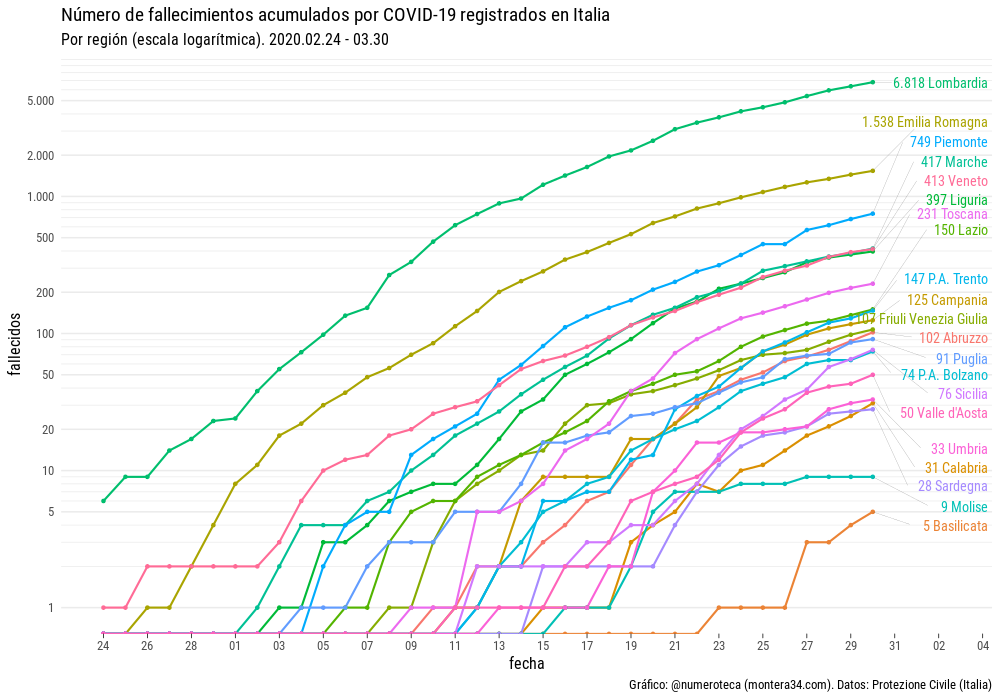 Número de fallecimientos acumulados por COVID-19 registrados en Italia
Por región (escala logarítmica). 2020.02.24 - 03.30
fallecidos
5.000
2.000
1.000
500
200
100
50
20
10
5
1
6.818 Lombardia
1.538 Emilia Romagna
749 Piemonte
417 Marche
413 Veneto
397 Liguria
231 Toscana
150 Lazio
147 P.A. Trento
125 Campania
107 Friuli Venezia Giulia
102 Abruzzo
91 Puglia
74 P.A. Bolzano
76 Sicilia
50 Valle d'Aosta
33 Umbria
31 Calabria
28 Sardegna
9 Molise
5 Basilicata
24 26 28 01 03 05 07 09 11 13 15 17 19 21 23 25 27 29 31 02 04
fecha
Gráfico: @numeroteca (montera34.com). Datos: Protezione Civile (Italia)